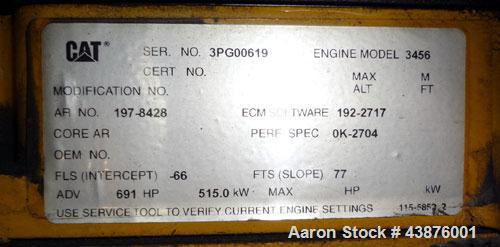 CAT® SER. NO. 3PG00619 ENGINE MODEL 3456
CERT NO. MAX M
MODIFICATION NO. ALT FT
AR NO. 197-8428 ECM SOFTWARE 192-2717
CORE AR PERF SPEC 0K-2704
OEM NO.
FLS (INTERCEPT) -66 FTS (SLOPE) 77
ADV 691 HP 515.0 kW MAX HP kW
USE SERVICE TOOL TO VERIFY CURRENT ENGINE SETTINGS
Aaron Stock # 43876001